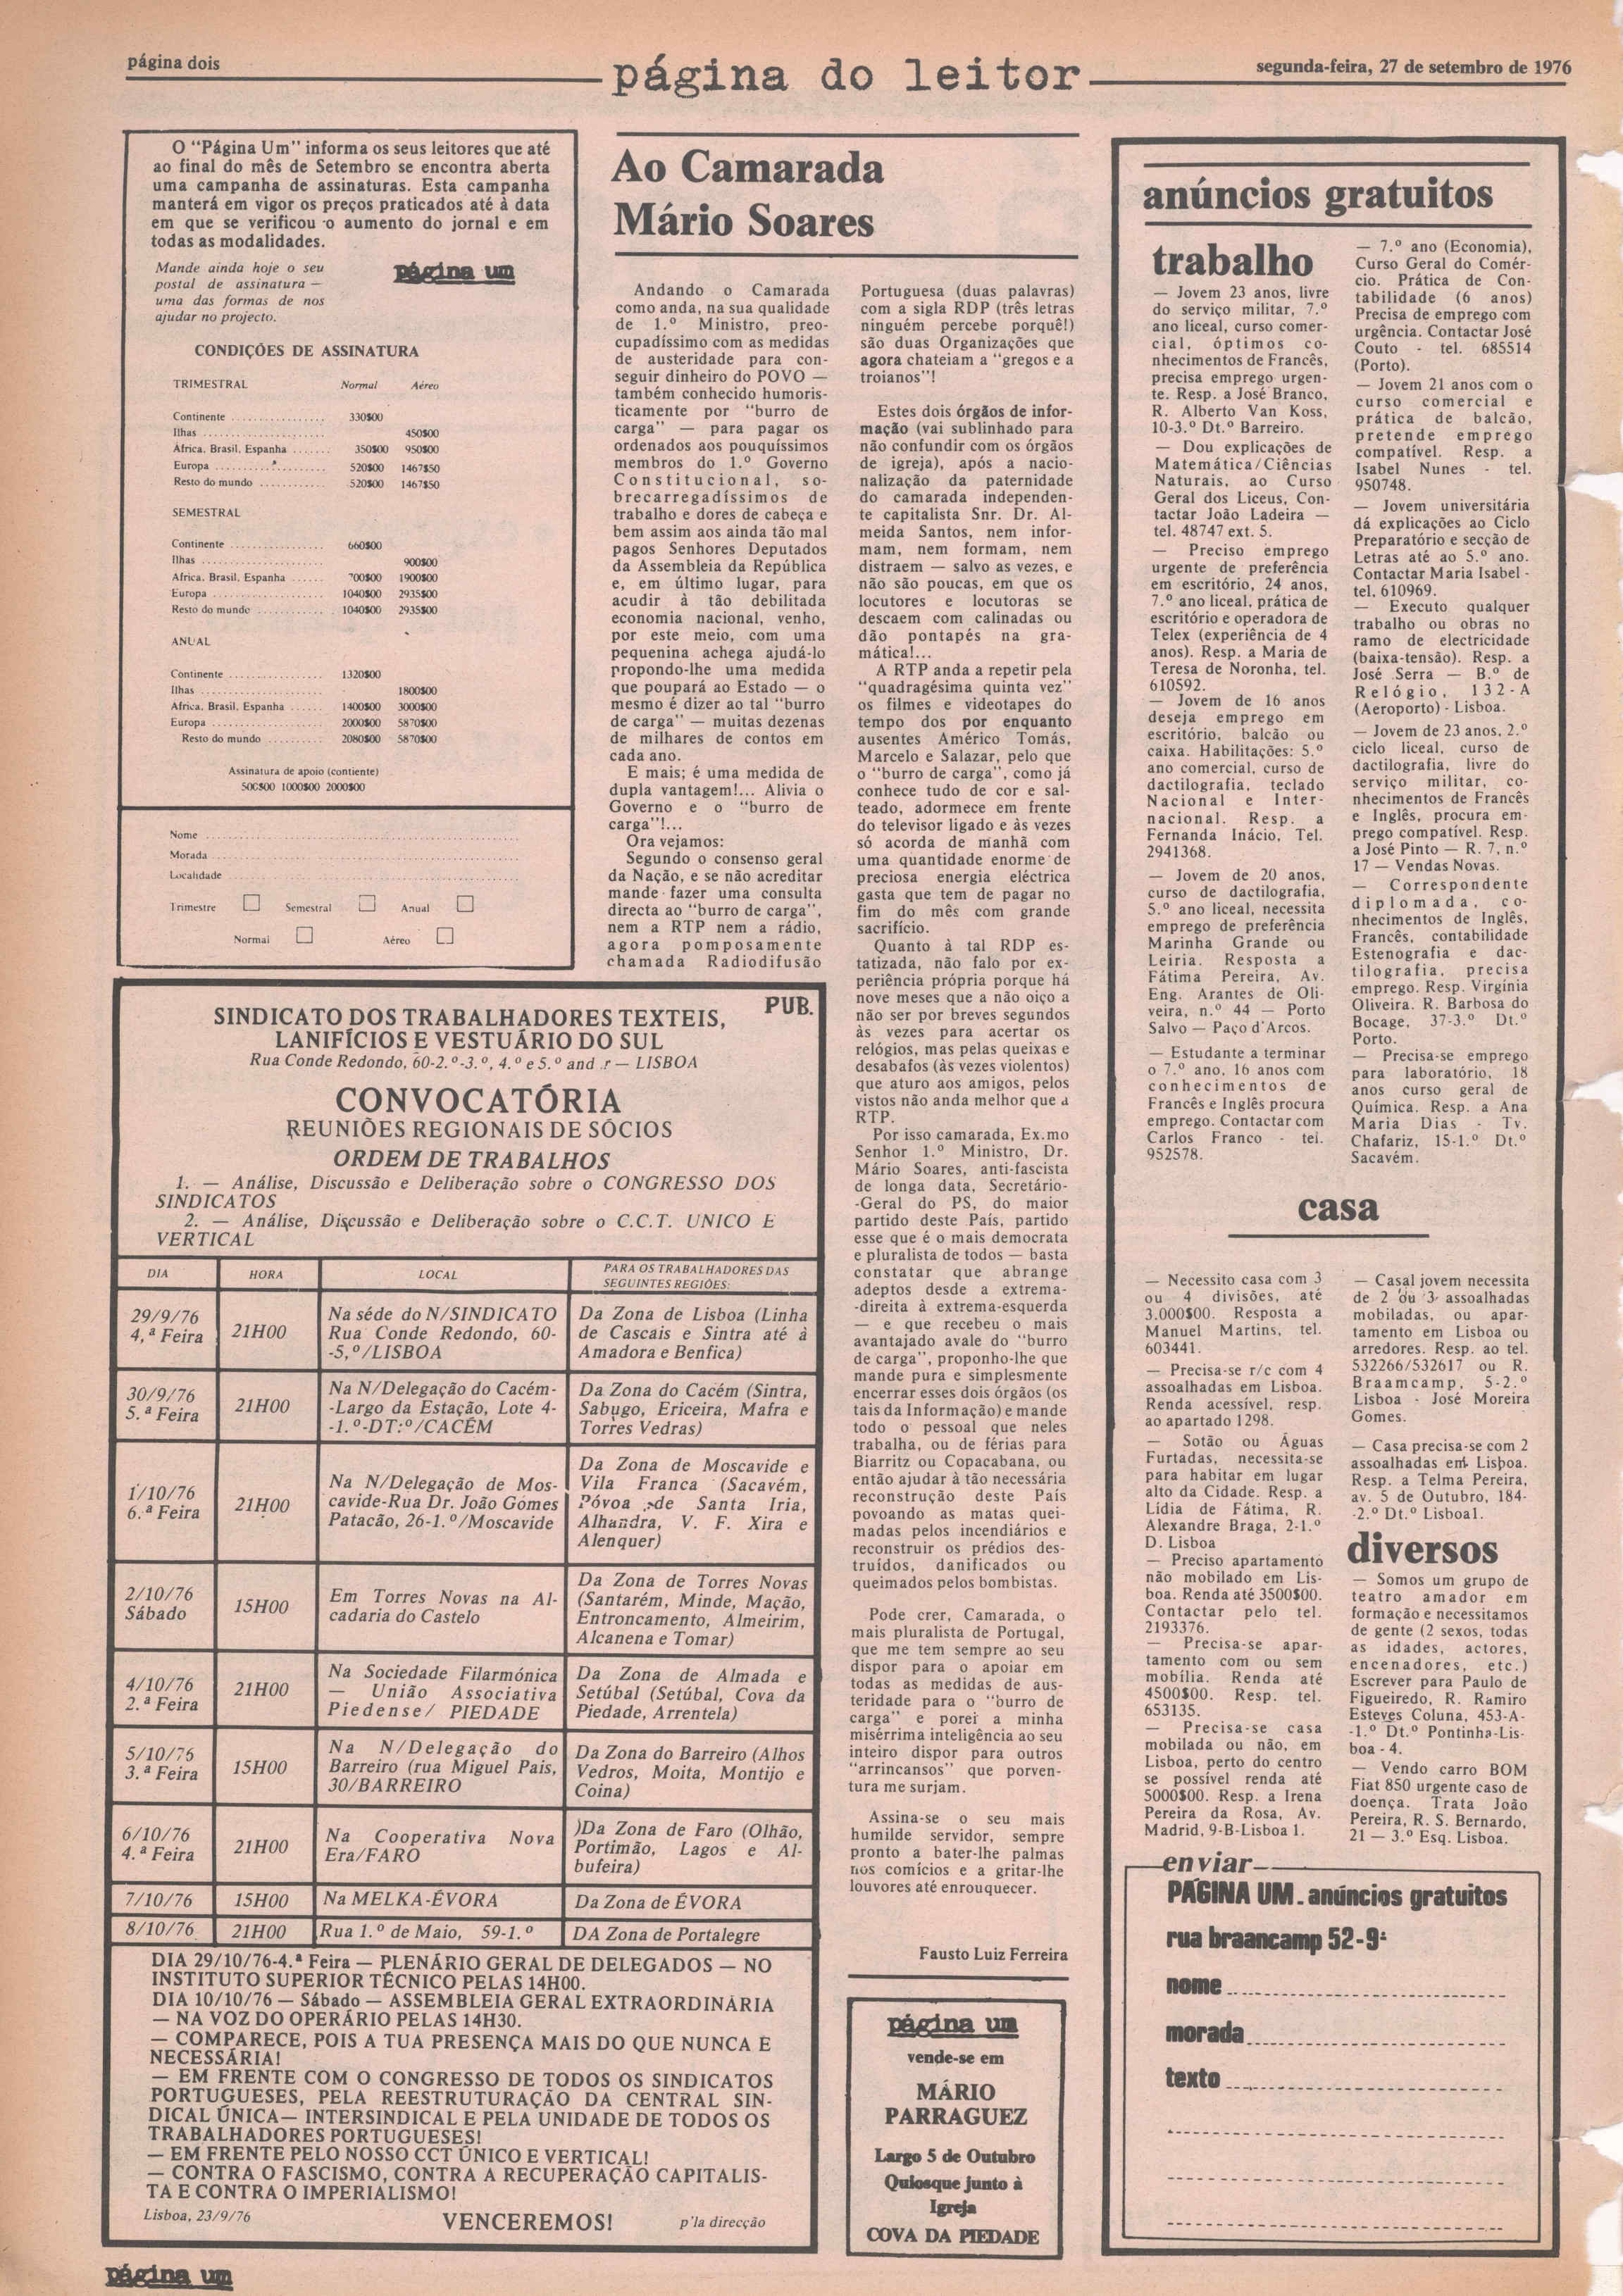 página dois
página do leitor
segunda-feira, 27 de setembro de 1976
O "Página Um" informa os seus leitores que até
ao final do mês de Setembro se encontra aberta
uma campanha de assinaturas. Esta campanha
manterá em vigor os preços praticados até à data
em que se verificou o aumento do jornal e em
todas as modalidades.
Mande ainda hoje o seu
postal de assinatura —
uma das formas de nos
ajudar no projecto.
página um
CONDIÇÕES DE ASSINATURA
TRIMESTRAL Normal Aéreo
Continente ................ 330$00
Ilhas ...................... 450$00
África, Brasil, Espanha ....... 350$00 950$00
Europa .................... 520$00 1467$50
Resto do mundo ............ 520$00 1467$50
SEMESTRAL
Continente ................. 660$00
Ilhas ...................... 900$00
Africa, Brasil, Espanha ...... 700$00 1900$00
Europa .................... 1040$00 2935$00
Resto do mundo ............ 1040$00 2935$00
ANUAL
Continente ................. 1320$00
Ilhas ...................... 1800$00
Africa, Brasil, Espanha ...... 1400$00 3000$00
Europa .................... 2000$00 5870$00
Resto do mundo .......... 2080$00 5870$00
Assinatura de apoio (contiente)
50C$00 1000$00 2000$00
Nome
Morada
Localidade
Trimestre Semestral Anual
Normal Aéreo
PUB.
SINDICATO DOS TRABALHADORES TEXTEIS,
LANIFÍCIOS E VESTUÁRIO DO SUL
Rua Conde Redondo, 60-2.º-3.º, 4.º e 5.º and .r — LISBOA
CONVOCATÓRIA
REUNIÕES REGIONAIS DE SÓCIOS
ORDEM DE TRABALHOS
1. — Análise, Discussão e Deliberação sobre o CONGRESSO DOS
SINDICATOS
2. — Análise, Discussão e Deliberação sobre o C.C.T. UNICO E
VERTICAL
DIA HORA LOCAL PARA OS TRABALHADORES DAS
SEGUINTES REGIÕES:
29/9/76
4,ª Feira
21H00
Na séde do N/SINDICATO
Rua Conde Redondo, 60-
-5,º/LISBOA
Da Zona de Lisboa (Linha
de Cascais e Sintra até à
Amadora e Benfica)
30/9/76
5.ª Feira
21H00
Na N/Delegação do Cacém-
-Largo da Estação, Lote 4-
-1.º-DT:º/CACÉM
Da Zona do Cacém (Sintra,
Sabugo, Ericeira, Mafra e
Torres Vedras)
1/10/76
6.ª Feira
21H00
Na N/Delegação de Mos-
cavide-Rua Dr. João Gomes
Patacão, 26-1.º/Moscavide
Da Zona de Moscavide e
Vila Franca (Sacavém,
Póvoa de Santa Iria,
Alhandra, V. F. Xira e
Alenquer)
2/10/76
Sábado
15H00
Em Torres Novas na Al-
cadaria do Castelo
Da Zona de Torres Novas
(Santarém, Minde, Mação,
Entroncamento, Almeirim,
Alcanena e Tomar)
4/10/76
2.ª Feira
21H00
Na Sociedade Filarmónica
— União Associativa
Piedense/ PIEDADE
Da Zona de Almada e
Setúbal (Setúbal, Cova da
Piedade, Arrentela)
5/10/76
3.ª Feira
15H00
Na N/Delegação do
Barreiro (rua Miguel Pais,
30/BARREIRO
Da Zona do Barreiro (Alhos
Vedros, Moita, Montijo e
Coina)
6/10/76
4.ª Feira
21H00
Na Cooperativa Nova
Era/FARO
)Da Zona de Faro (Olhão,
Portimão, Lagos e Al-
bufeira)
7/10/76 15H00 Na MELKA-ÉVORA Da Zona de ÉVORA
8/10/76 21H00 Rua 1.º de Maio, 59-1.º DA Zona de Portalegre
DIA 29/10/76-4.ª Feira — PLENÁRIO GERAL DE DELEGADOS — NO
INSTITUTO SUPERIOR TÉCNICO PELAS 14H00.
DIA 10/10/76 — Sábado — ASSEMBLEIA GERAL EXTRAORDINÁRIA
— NA VOZ DO OPERÁRIO PELAS 14H30.
— COMPARECE, POIS A TUA PRESENÇA MAIS DO QUE NUNCA E
NECESSÁRIA!
— EM FRENTE COM O CONGRESSO DE TODOS OS SINDICATOS
PORTUGUESES, PELA REESTRUTURAÇÃO DA CENTRAL SIN-
DICAL ÚNICA— INTERSINDICAL E PELA UNIDADE DE TODOS OS
TRABALHADORES PORTUGUESES!
— EM FRENTE PELO NOSSO CCT ÚNICO E VERTICAL!
— CONTRA O FASCISMO, CONTRA A RECUPERAÇÃO CAPITALIS-
TA E CONTRA O IMPERIALISMO!
Lisboa, 23/9/76
VENCEREMOS!
p'la direcção
página um
Ao Camarada
Mário Soares
Andando o Camarada
como anda, na sua qualidade
de 1.º Ministro, preo-
cupadíssimo com as medidas
de austeridade para con-
seguir dinheiro do POVO —
também conhecido humoris-
ticamente por "burro de
carga" — para pagar os
ordenados aos pouquíssimos
membros do 1.º Governo
Constitucional, so-
brecarregadíssimos de
trabalho e dores de cabeça e
bem assim aos ainda tão mal
pagos Senhores Deputados
da Assembleia da República
e, em último lugar, para
acudir à tão debilitada
economia nacional, venho,
por este meio, com uma
pequenina achega ajudá-lo
propondo-lhe uma medida
que poupará ao Estado — o
mesmo é dizer ao tal "burro
de carga" — muitas dezenas
de milhares de contos em
cada ano.
E mais; é uma medida de
dupla vantagem!... Alivia o
Governo e o "burro de
carga"!...
Ora vejamos:
Segundo o consenso geral
da Nação, e se não acreditar
mande fazer uma consulta
directa ao "burro de carga",
nem a RTP nem a rádio,
agora pomposamente
chamada Radiodifusão
Portuguesa (duas palavras)
com a sigla RDP (três letras
ninguém percebe porquê!)
são duas Organizações que
agora chateiam a "gregos e a
troianos"!
Estes dois órgãos de infor-
mação (vai sublinhado para
não confundir com os órgãos
de igreja), após a nacio-
nalização da paternidade
do camarada independen-
te capitalista Snr. Dr. Al-
meida Santos, nem infor-
mam, nem formam, nem
distraem — salvo as vezes, e
não são poucas, em que os
locutores e locutoras se
descaem com calinadas ou
dão pontapés na gra-
mática!...
A RTP anda a repetir pela
"quadragésima quinta vez"
os filmes e videotapes do
tempo dos por enquanto
ausentes Américo Tomás,
Marcelo e Salazar, pelo que
o "burro de carga", como já
conhece tudo de cor e sal-
teado, adormece em frente
do televisor ligado e às vezes
só acorda de manhã com
uma quantidade enorme de
preciosa energia eléctrica
gasta que tem de pagar no
fim do mês com grande
sacrifício.
Quanto à tal RDP es-
tatizada, não falo por ex-
periência própria porque há
nove meses que a não oiço a
não ser por breves segundos
às vezes para acertar os
relógios, mas pelas queixas e
desabafos (às vezes violentos)
que aturo aos amigos, pelos
vistos não anda melhor que a
RTP.
Por isso camarada, Ex.mo
Senhor 1.º Ministro, Dr.
Mário Soares, anti-fascista
de longa data, Secretário-
-Geral do PS, do maior
partido deste País, partido
esse que é o mais democrata
e pluralista de todos — basta
constatar que abrange
adeptos desde a extrema-
-direita à extrema-esquerda
— e que recebeu o mais
avantajado avale do "burro
de carga", proponho-lhe que
mande pura e simplesmente
encerrar esses dois órgãos (os
tais da Informação) e mande
todo o pessoal que neles
trabalha, ou de férias para
Biarritz ou Copacabana, ou
então ajudar à tão necessária
reconstrução deste País
povoando as matas quei-
madas pelos incendiários e
reconstruir os prédios des-
truídos, danificados ou
queimados pelos bombistas.
Pode crer, Camarada, o
mais pluralista de Portugal,
que me tem sempre ao seu
dispor para o apoiar em
todas as medidas de aus-
teridade para o "burro de
carga" e porei a minha
misérrima inteligência ao seu
inteiro dispor para outros
"arrincansos" que porven-
tura me surjam.
Assina-se o seu mais
humilde servidor, sempre
pronto a bater-lhe palmas
nos comícios e a gritar-lhe
louvores até enrouquecer.
Fausto Luiz Ferreira
página um
vende-se em
MÁRIO
PARRAGUEZ
Largo 5 de Outubro
Quiosque junto à
Igreja
COVA DA PIEDADE
anúncios gratuitos
trabalho
— Jovem 23 anos, livre
do serviço militar, 7.º
ano liceal, curso comer-
cial, óptimos co-
nhecimentos de Francês,
precisa emprego urgen-
te. Resp. a José Branco,
R. Alberto Van Koss,
10-3.º Dt.º Barreiro.
— Dou explicações de
Matemática/Ciências
Naturais, ao Curso
Geral dos Liceus, Con-
tactar João Ladeira —
tel. 48747 ext. 5.
— Preciso emprego
urgente de preferência
em escritório, 24 anos,
7.º ano liceal, prática de
escritório e operadora de
Telex (experiência de 4
anos). Resp. a Maria de
Teresa de Noronha, tel.
610592.
— Jovem de 16 anos
deseja emprego em
escritório, balcão ou
caixa. Habilitações: 5.º
ano comercial, curso de
dactilografia, teclado
Nacional e Inter-
nacional. Resp. a
Fernanda Inácio, Tel.
2941368.
— Jovem de 20 anos,
curso de dactilografia,
5.º ano liceal, necessita
emprego de preferência
Marinha Grande ou
Leiria. Resposta a
Fátima Pereira, Av.
Eng. Arantes de Oli-
veira, n.º 44 — Porto
Salvo — Paço d'Arcos.
— Estudante a terminar
o 7.º ano, 16 anos com
conhecimentos de
Francês e Inglês procura
emprego. Contactar com
Carlos Franco - tel.
952578.
— 7.º ano (Economia),
Curso Geral do Comér-
cio. Prática de Con-
tabilidade (6 anos)
Precisa de emprego com
urgência. Contactar José
Couto - tel. 685514
(Porto).
— Jovem 21 anos com o
curso comercial e
prática de balcão,
pretende emprego
compatível. Resp. a
Isabel Nunes - tel.
950748.
— Jovem universitária
dá explicações ao Ciclo
Preparatório e secção de
Letras até ao 5.º ano.
Contactar Maria Isabel -
tel. 610969.
— Executo qualquer
trabalho ou obras no
ramo de electricidade
(baixa-tensão). Resp. a
José Serra — B.º de
Relógio, 132-A
(Aeroporto) - Lisboa.
— Jovem de 23 anos, 2.º
ciclo liceal, curso de
dactilografia, livre do
serviço militar, co-
nhecimentos de Francês
e Inglês, procura em-
prego compatível. Resp.
a José Pinto — R. 7, n.º
17 — Vendas Novas.
— Correspondente
diplomada, co-
nhecimentos de Inglês,
Francês, contabilidade
Estenografia e dac-
tilografia, precisa
emprego. Resp. Virgínia
Oliveira. R. Barbosa do
Bocage, 37-3.º Dt.º
Porto.
— Precisa-se emprego
para laboratório, 18
anos curso geral de
Química. Resp. a Ana
Maria Dias - Tv.
Chafariz, 15-1.º Dt.º
Sacavém.
casa
— Necessito casa com 3
ou 4 divisões, até
3.000$00. Resposta a
Manuel Martins, tel.
603441.
— Precisa-se r/c com 4
assoalhadas em Lisboa.
Renda acessível, resp.
ao apartado 1298.
— Sotão ou Águas
Furtadas, necessita-se
para habitar em lugar
alto da Cidade. Resp. a
Lídia de Fátima, R.
Alexandre Braga, 2-1.º
D. Lisboa
— Preciso apartamento
não mobilado em Lis-
boa. Renda até 3500$00.
Contactar pelo tel.
2193376.
— Precisa-se apar-
tamento com ou sem
mobília. Renda até
4500$00. Resp. tel.
653135.
— Precisa-se casa
mobilada ou não, em
Lisboa, perto do centro
se possível renda até
5000$00. Resp. a Irena
Pereira da Rosa, Av.
Madrid, 9-B-Lisboa 1.
— Casal jovem necessita
de 2 ou 3 assoalhadas
mobiladas, ou apar-
tamento em Lisboa ou
arredores. Resp. ao tel.
532266/532617 ou R.
Braamcamp, 5-2.º
Lisboa - José Moreira
Gomes.
— Casa precisa-se com 2
assoalhadas em Lisboa.
Resp. a Telma Pereira,
av. 5 de Outubro, 184-
-2.º Dt.º Lisboa1.
diversos
— Somos um grupo de
teatro amador em
formação e necessitamos
de gente (2 sexos, todas
as idades, actores,
encenadores, etc.)
Escrever para Paulo de
Figueiredo, R. Ramiro
Esteves Coluna, 453-A-
-1.º Dt.º Pontinha-Lis-
boa - 4.
— Vendo carro BOM
Fiat 850 urgente caso de
doença. Trata João
Pereira, R. S. Bernardo,
21 — 3.º Esq. Lisboa.
enviar
PÁGINA UM - anúncios gratuitos
rua braancamp 52-9º
nome
morada
texto